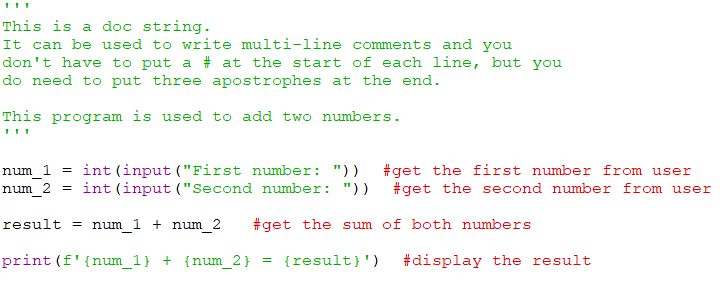 '''
This is a doc string.
It can be used to write multi-line comments and you
don't have to put a # at the start of each line, but you
do need to put three apostrophes at the end.

This program is used to add two numbers.
'''

num_1 = int(input("First number: "))  #get the first number from user
num_2 = int(input("Second number: "))  #get the second number from user

result = num_1 + num_2   #get the sum of both numbers

print(f'{num_1} + {num_2} = {result}')  #display the result